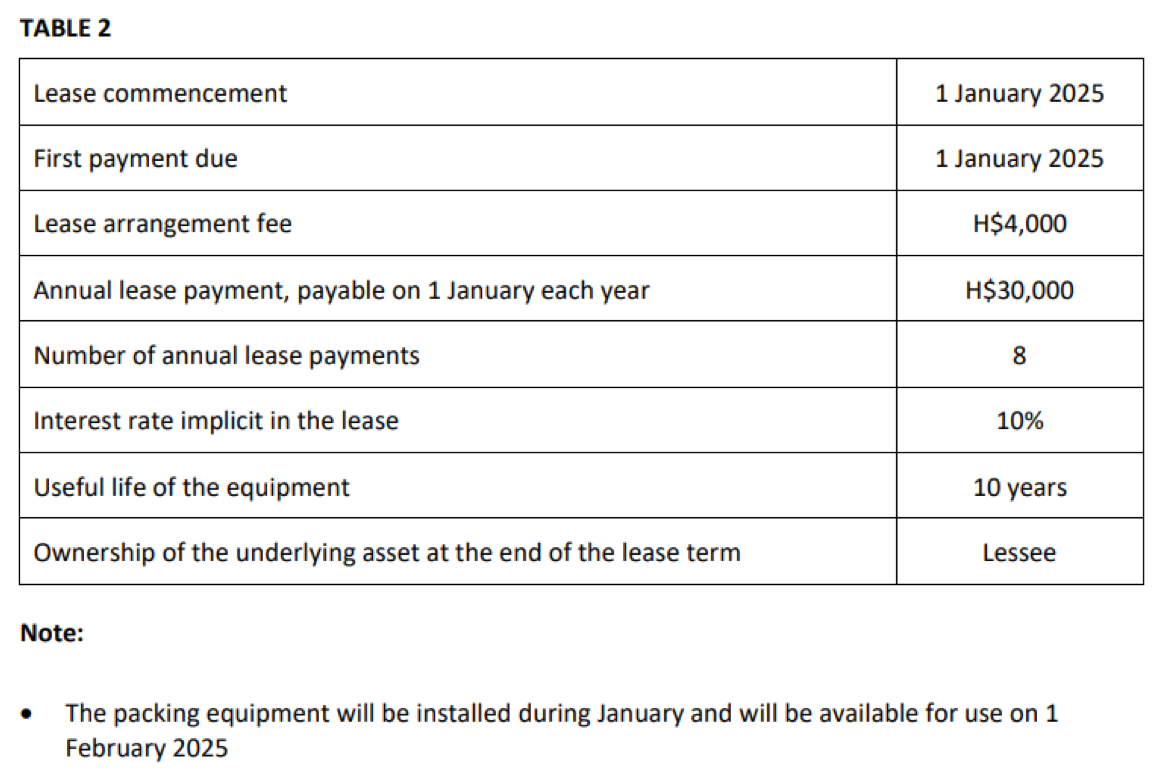 TABLE 2
Lease commencement 1 January 2025
First payment due 1 January 2025
Lease arrangement fee H$4,000
Annual lease payment, payable on 1 January each year H$30,000
Number of annual lease payments 8
Interest rate implicit in the lease 10%
Useful life of the equipment 10 years
Ownership of the underlying asset at the end of the lease term Lessee
Note:
• The packing equipment will be installed during January and will be available for use on 1
February 2025